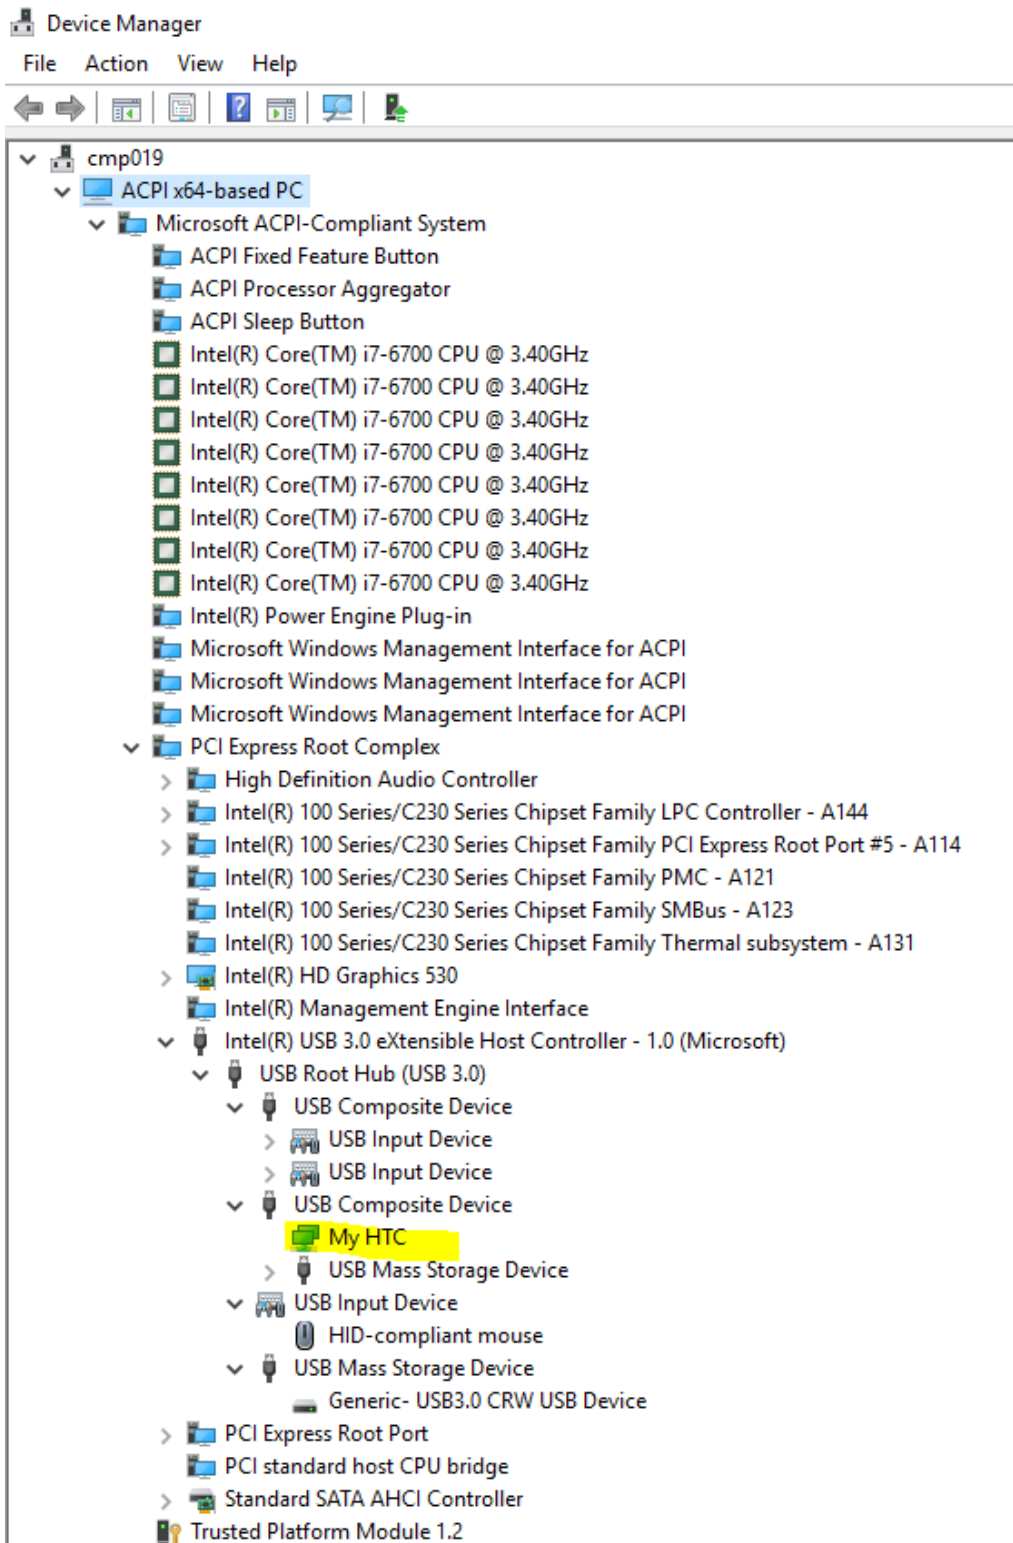 Device Manager
File Action View Help
cmp019
ACPI x64-based PC
Microsoft ACPI-Compliant System
ACPI Fixed Feature Button
ACPI Processor Aggregator
ACPI Sleep Button
Intel(R) Core(TM) i7-6700 CPU @ 3.40GHz
Intel(R) Core(TM) i7-6700 CPU @ 3.40GHz
Intel(R) Core(TM) i7-6700 CPU @ 3.40GHz
Intel(R) Core(TM) i7-6700 CPU @ 3.40GHz
Intel(R) Core(TM) i7-6700 CPU @ 3.40GHz
Intel(R) Core(TM) i7-6700 CPU @ 3.40GHz
Intel(R) Core(TM) i7-6700 CPU @ 3.40GHz
Intel(R) Core(TM) i7-6700 CPU @ 3.40GHz
Intel(R) Power Engine Plug-in
Microsoft Windows Management Interface for ACPI
Microsoft Windows Management Interface for ACPI
Microsoft Windows Management Interface for ACPI
PCI Express Root Complex
High Definition Audio Controller
Intel(R) 100 Series/C230 Series Chipset Family LPC Controller - A144
Intel(R) 100 Series/C230 Series Chipset Family PCI Express Root Port #5 - A114
Intel(R) 100 Series/C230 Series Chipset Family PMC - A121
Intel(R) 100 Series/C230 Series Chipset Family SMBus - A123
Intel(R) 100 Series/C230 Series Chipset Family Thermal subsystem - A131
Intel(R) HD Graphics 530
Intel(R) Management Engine Interface
Intel(R) USB 3.0 eXtensible Host Controller - 1.0 (Microsoft)
USB Root Hub (USB 3.0)
USB Composite Device
USB Input Device
USB Input Device
USB Composite Device
My HTC
USB Mass Storage Device
USB Input Device
HID-compliant mouse
USB Mass Storage Device
Generic- USB3.0 CRW USB Device
PCI Express Root Port
PCI standard host CPU bridge
Standard SATA AHCI Controller
Trusted Platform Module 1.2